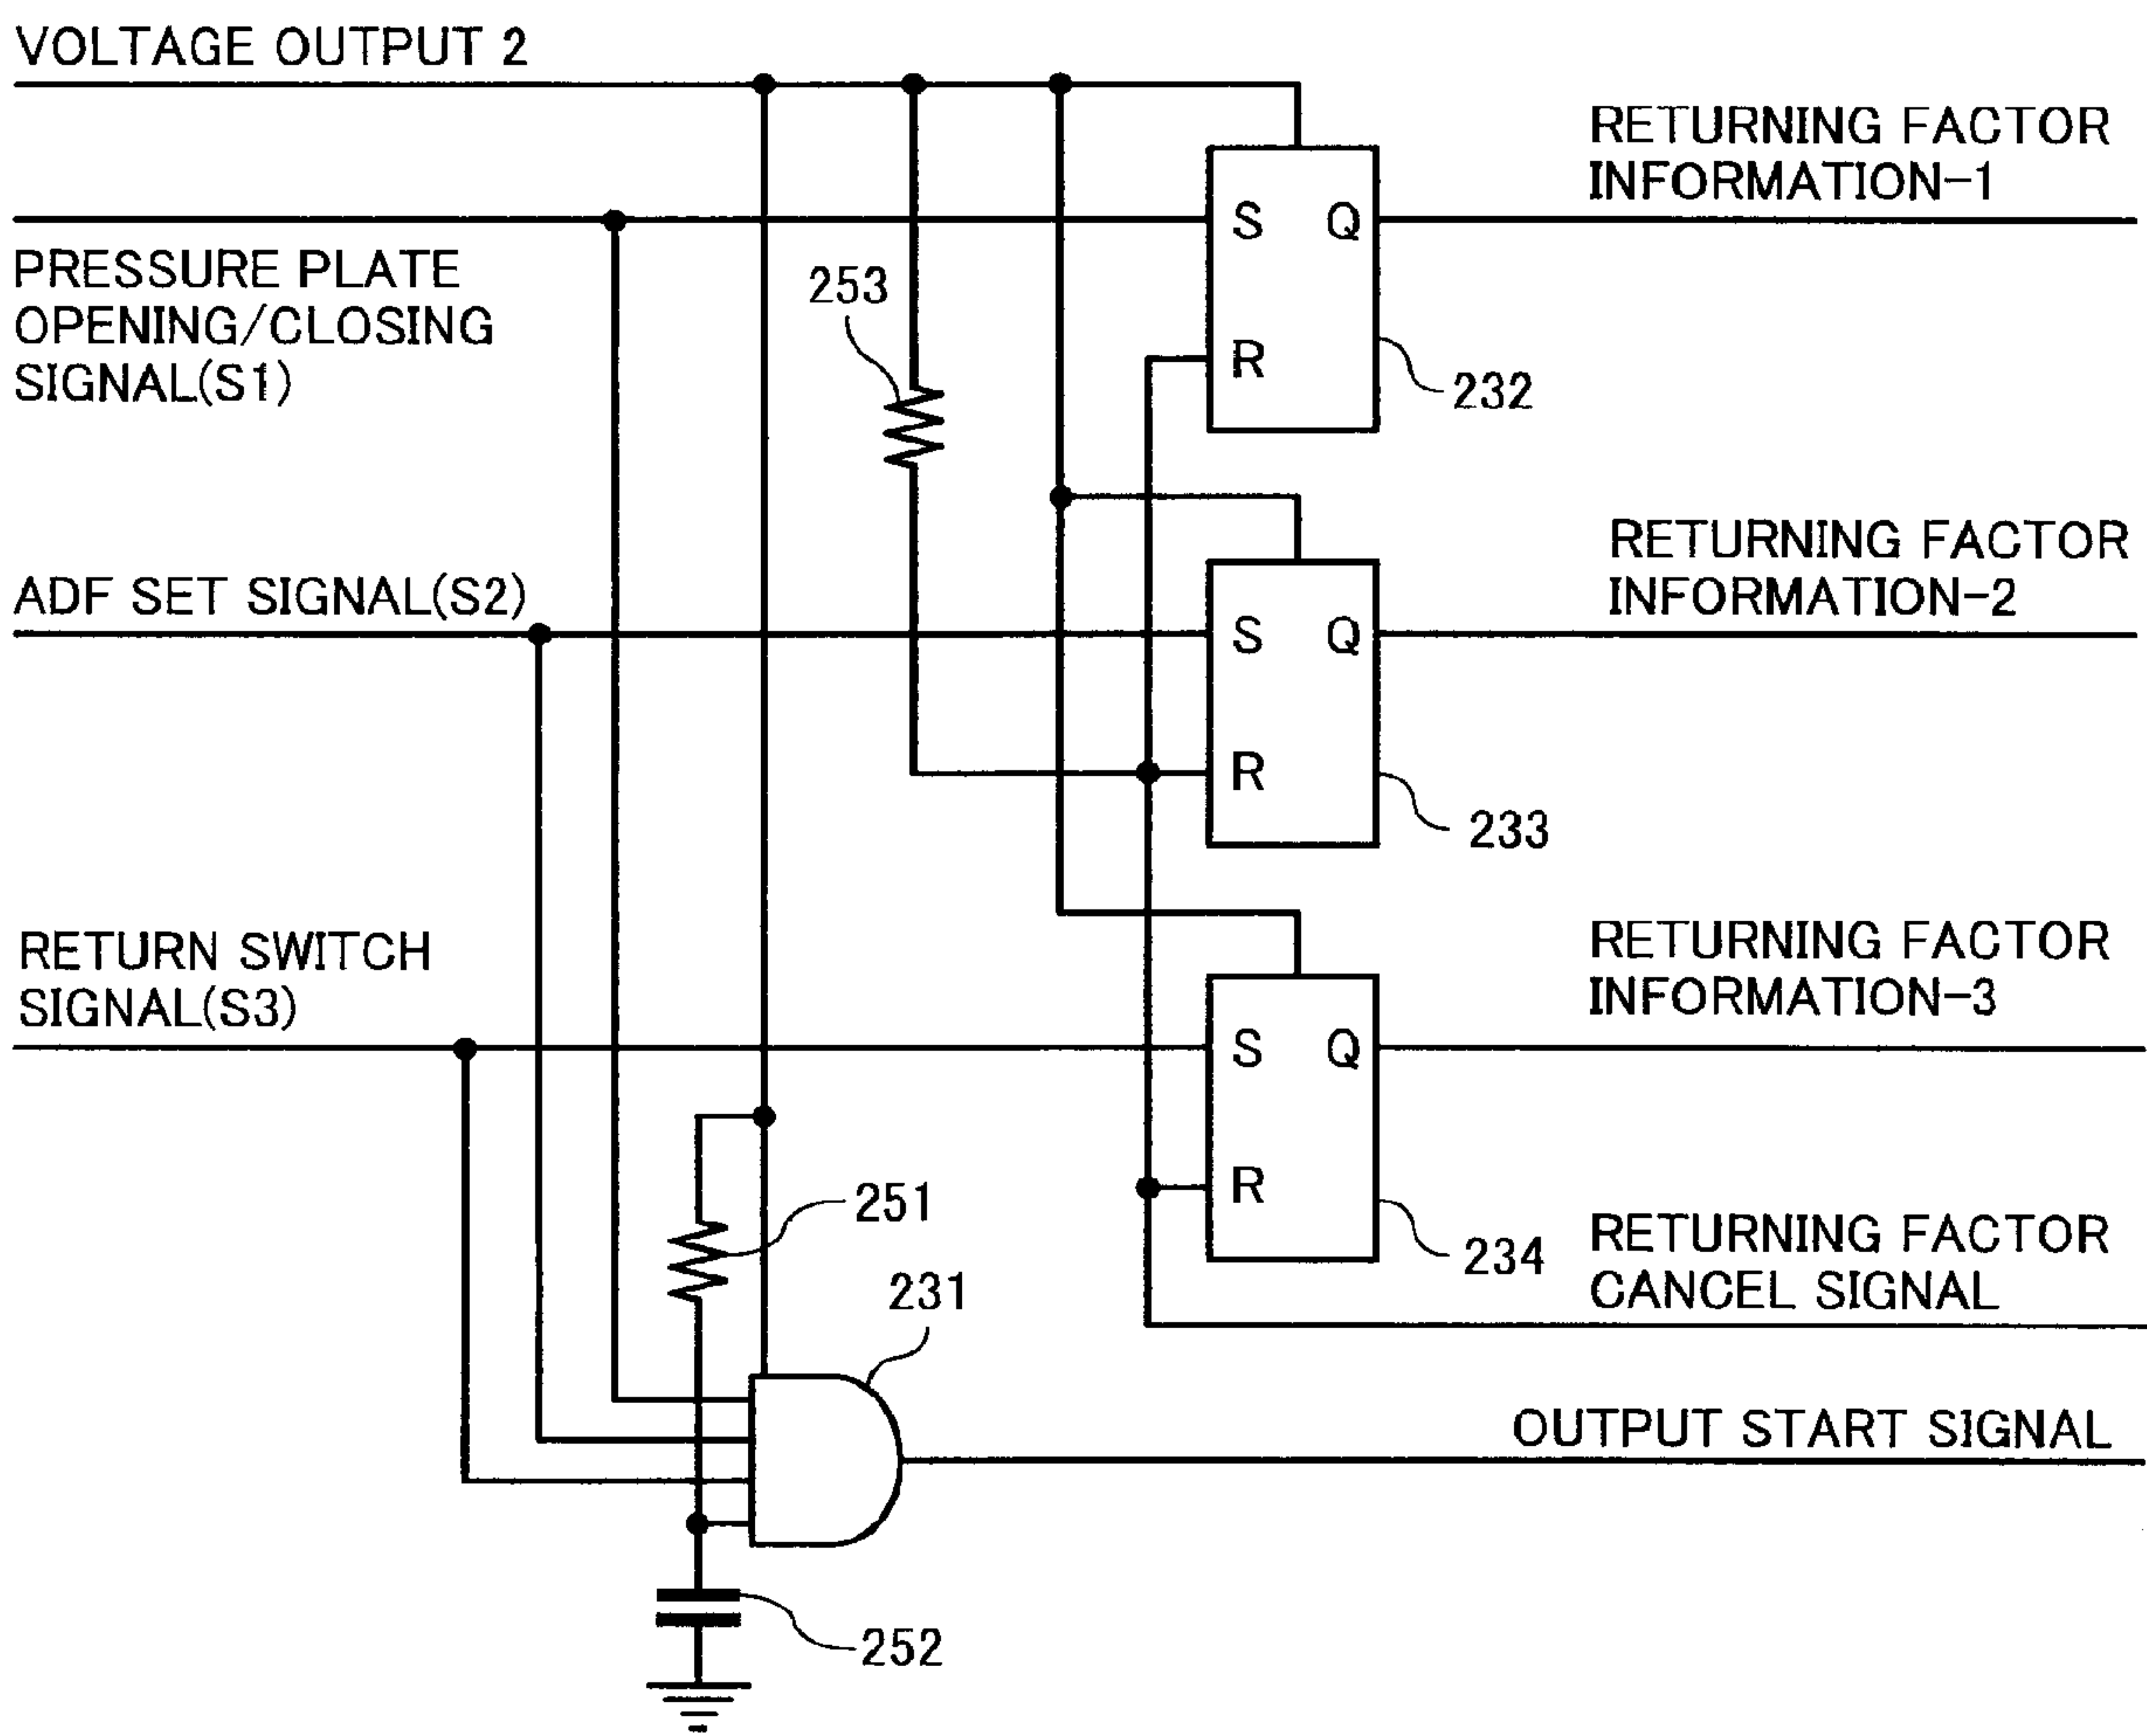 VOLTAGE OUTPUT 2
RETURNING FACTOR
INFORMATION-1
S Q
PRESSURE PLATE
OPENING/CLOSING
SIGNAL(S1)
253
R
232
RETURNING FACTOR
INFORMATION-2
ADF SET SIGNAL(S2)
S Q
R
233
RETURN SWITCH
SIGNAL(S3)
RETURNING FACTOR
INFORMATION-3
S Q
R
251
234
RETURNING FACTOR
CANCEL SIGNAL
231
OUTPUT START SIGNAL
252